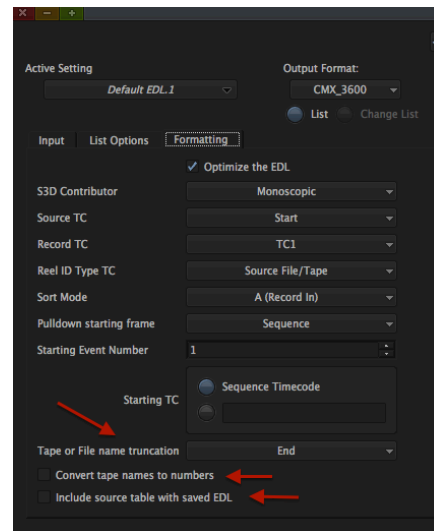 Active Setting
Output Format:
Default EDL.1
CMX_3600
List
Change List
Input
List Options
Formatting
Optimize the EDL
S3D Contributor
Monoscopic
Source TC
Start
Record TC
TC1
Reel ID Type TC
Source File/Tape
Sort Mode
A (Record In)
Pulldown starting frame
Sequence
Starting Event Number
1
Starting TC
Sequence Timecode
Tape or File name truncation
End
Convert tape names to numbers
Include source table with saved EDL